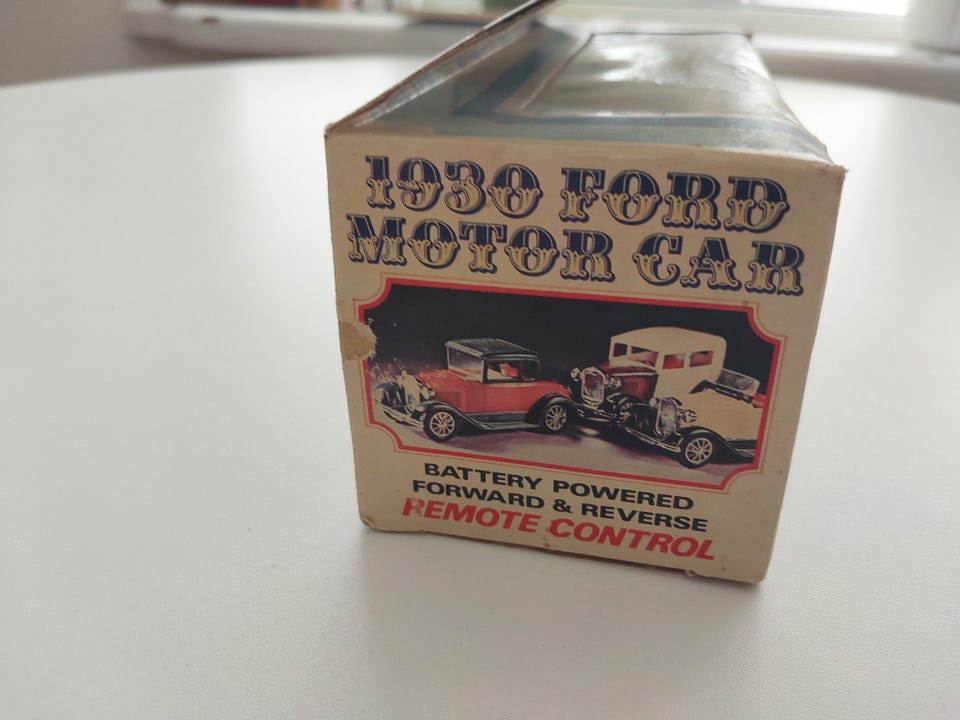 1930 FORD
MOTOR CAR
BATTERY POWERED
FORWARD & REVERSE
REMOTE CONTROL